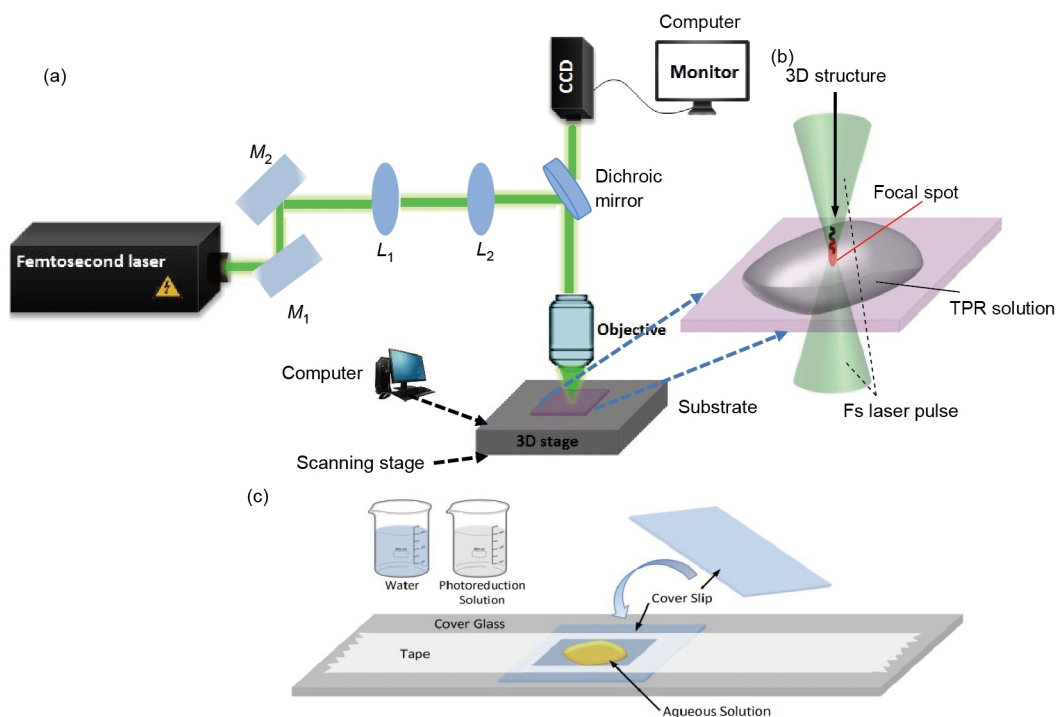 (a)
Computer
CCD
Monitor
(b)
3D structure
M2
Dichroic
mirror
Focal spot
Femtosecond laser
L1
L2
M1
TPR solution
Objective
Computer
Substrate
Fs laser pulse
3D stage
Scanning stage
(c)
Water
Photoreduction
Solution
Cover Slip
Cover Glass
Tape
Aqueous Solution